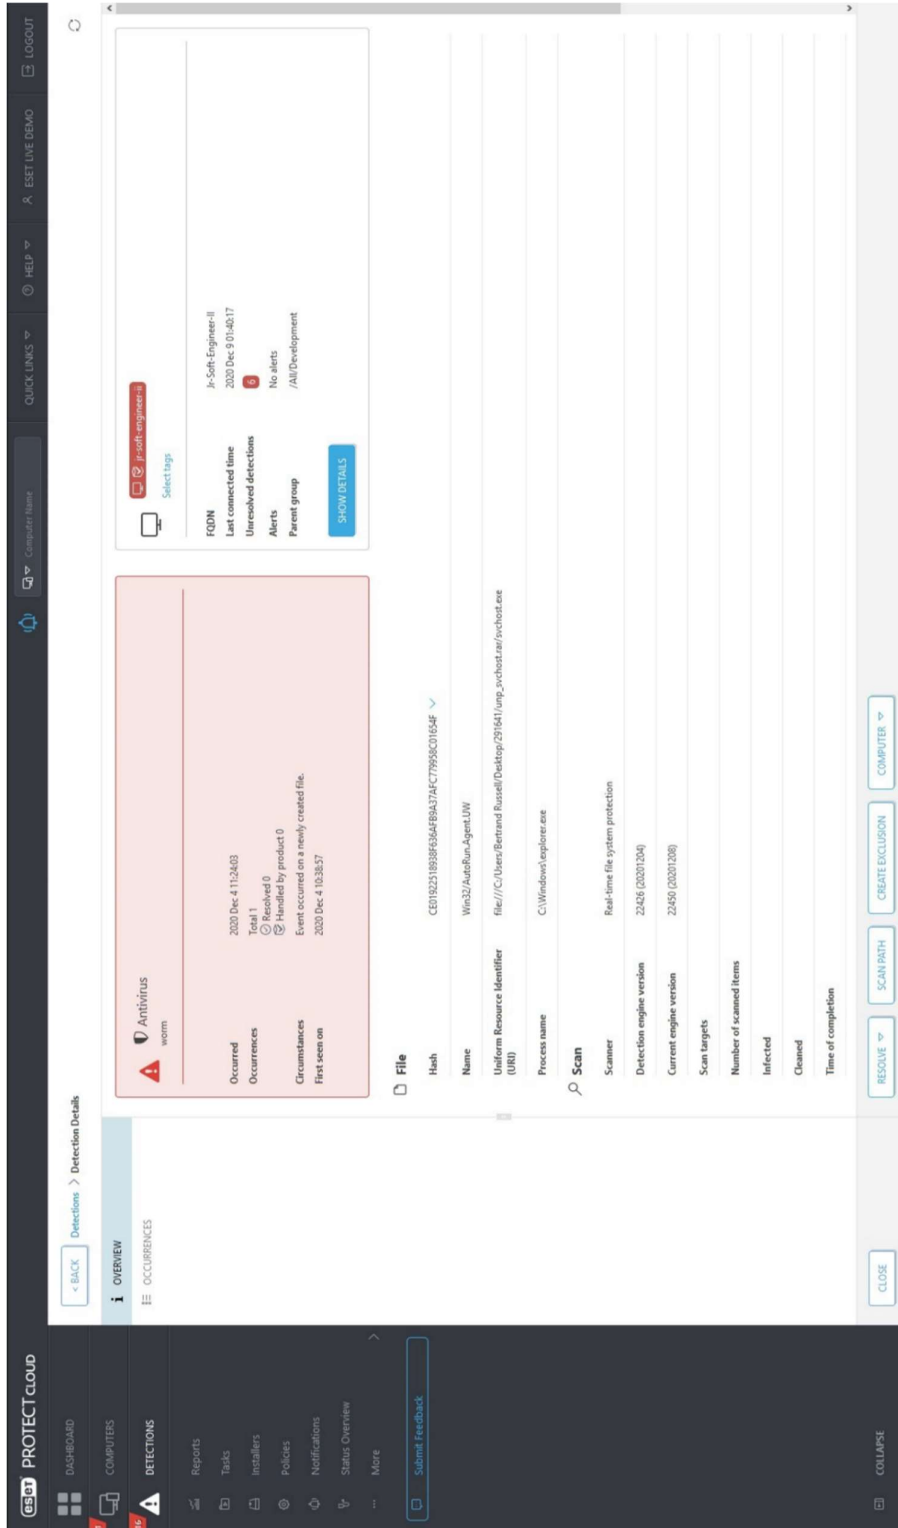 eseT PROTECT CLOUD
Computer Name
QUICK LINKS
HELP
ESET LIVE DEMO
LOGOUT
DASHBOARD
COMPUTERS
DETECTIONS
Reports
Tasks
Installers
Policies
Notifications
Status Overview
More
Submit Feedback
COLLAPSE
< BACK
Detections > Detection Details
OVERVIEW
OCCURRENCES
Antivirus
worm
Occurred 2020 Dec 4 11:24:03
Occurrences Total 1
Resolved 0
Handled by product 0
Circumstances Event occurred on a newly created file.
First seen on 2020 Dec 4 10:38:57
jr-soft-engineer-ii
Select tags
FQDN Jr-Soft-Engineer-II
Last connected time 2020 Dec 9 01:40:17
Unresolved detections 6
Alerts No alerts
Parent group /All/Development
SHOW DETAILS
File
Hash CE01922518938F636AFB9A37AFC779958C01654F
Name Win32/AutoRun.Agent.UW
Uniform Resource Identifier (URI) file:///C:/Users/Bertrand Russell/Desktop/291641/unp_svchost.rar/svchost.exe
Process name C:\Windows\explorer.exe
Scan
Scanner Real-time file system protection
Detection engine version 22426 (20201204)
Current engine version 22450 (20201208)
Scan targets
Number of scanned items
Infected
Cleaned
Time of completion
CLOSE
RESOLVE
SCAN PATH
CREATE EXCLUSION
COMPUTER